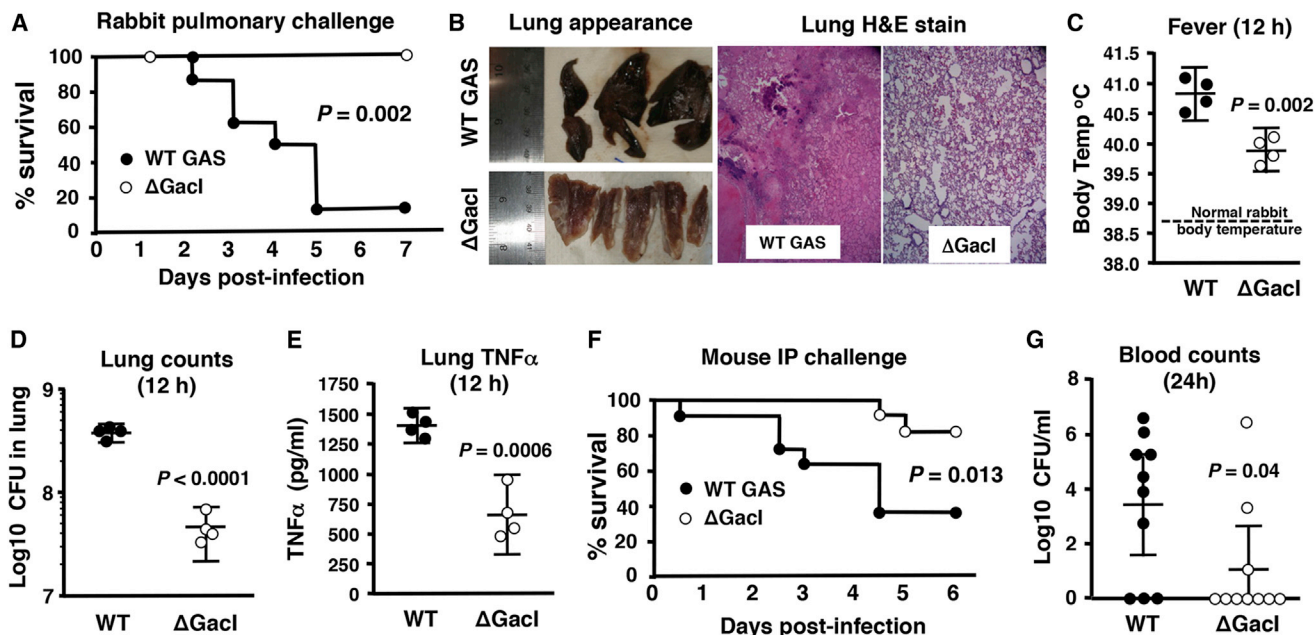 A
Rabbit pulmonary challenge
% survival
100
80
60
40
20
0
P = 0.002
WT GAS
ΔGacI
0 1 2 3 4 5 6 7
Days post-infection
B
Lung appearance
Lung H&E stain
WT GAS
ΔGacI
WT GAS
ΔGacI
C
Fever (12 h)
Body Temp °C
41.5
41.0
40.5
40.0
39.5
39.0
38.5
38.0
P = 0.002
Normal rabbit
body temperature
WT ΔGacI
D
Lung counts
(12 h)
Log10 CFU in lung
9
8
7
P < 0.0001
WT ΔGacI
E
Lung TNFα
(12 h)
TNFα (pg/ml)
1750
1500
1250
1000
750
500
250
0
P = 0.0006
WT ΔGacI
F
Mouse IP challenge
% survival
100
80
60
40
20
0
WT GAS
ΔGacI
P = 0.013
0 1 2 3 4 5 6
Days post-infection
G
Blood counts
(24h)
Log10 CFU/ml
8
6
4
2
0
P = 0.04
WT ΔGacI